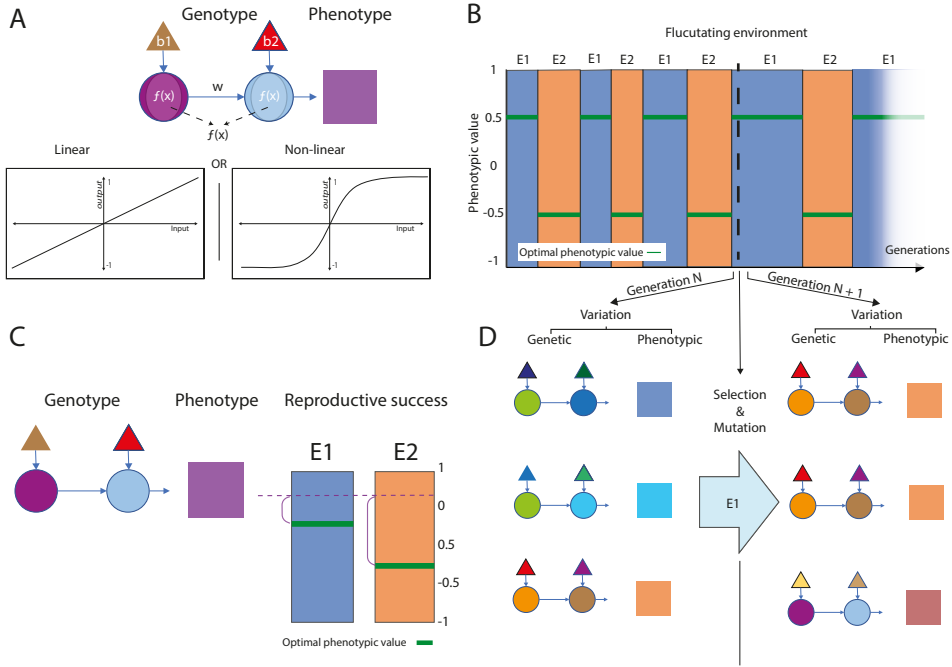 A
Genotype
Phenotype
b1
b2
f(x)
w
f(x)
f(x)
Linear
OR
Non-linear
output
1
Input
-1
output
1
Input
-1
B
Flucutating environment
E1
E2
E1
E2
E1
E2
E1
E2
E1
Phenotypic value
1
0.5
0
-0.5
-1
Optimal phenotypic value
Generations
Generation N
Generation N + 1
C
Genotype
Phenotype
Reproductive success
E1
E2
1
0
0.5
-0.5
-1
Optimal phenotypic value
D
Variation
Genetic
Phenotypic
Selection
&
Mutation
E1
Variation
Genetic
Phenotypic